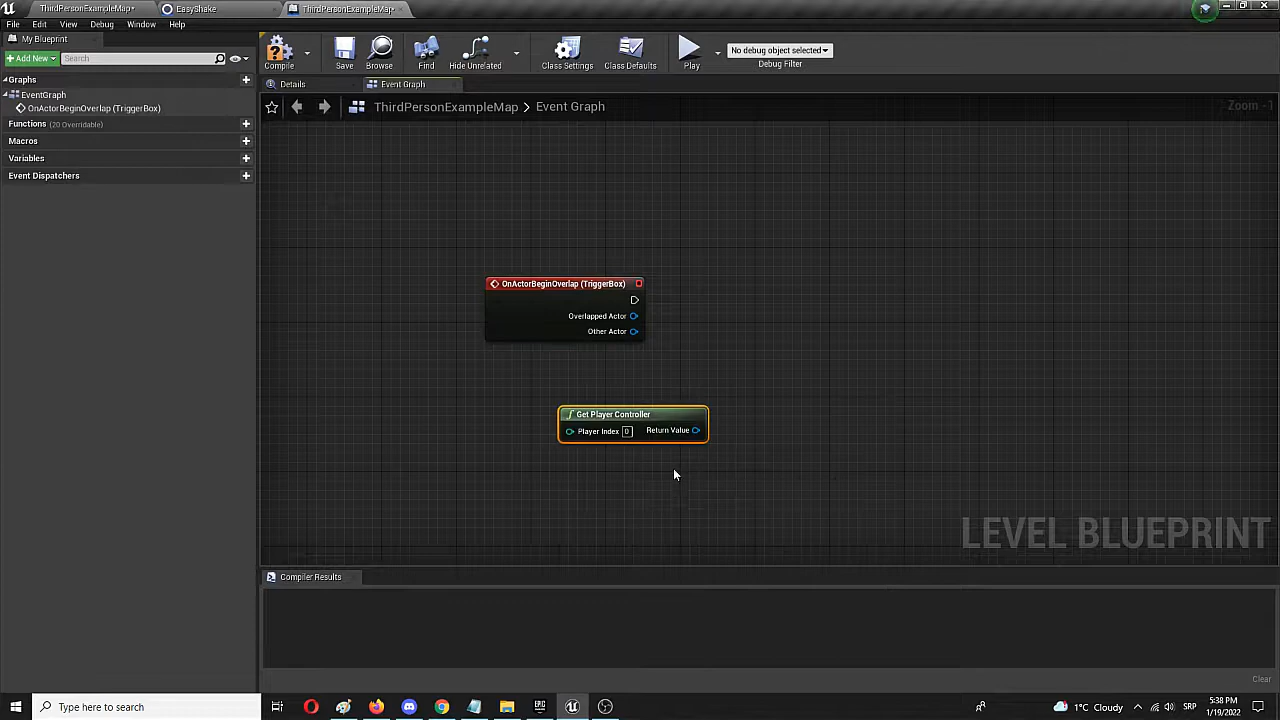 ThirdPersonExampleMap*
EasyShake
ThirdPersonExampleMap*
File Edit View Debug Window Help
My Blueprint
Add New
Search
Compile
Save
Browse
Find
Hide Unrelated
Class Settings
Class Defaults
Play
No debug object selected
Debug Filter
Graphs
EventGraph
OnActorBeginOverlap (TriggerBox)
Functions (20 Overridable)
Macros
Variables
Event Dispatchers
Details
Event Graph
ThirdPersonExampleMap > Event Graph
Zoom -1
OnActorBeginOverlap (TriggerBox)
Overlapped Actor
Other Actor
Get Player Controller
Player Index 0 Return Value
LEVEL BLUEPRINT
Compiler Results
Clear
Type here to search
1°C Cloudy
SRP
5:38 PM
1/19/2022